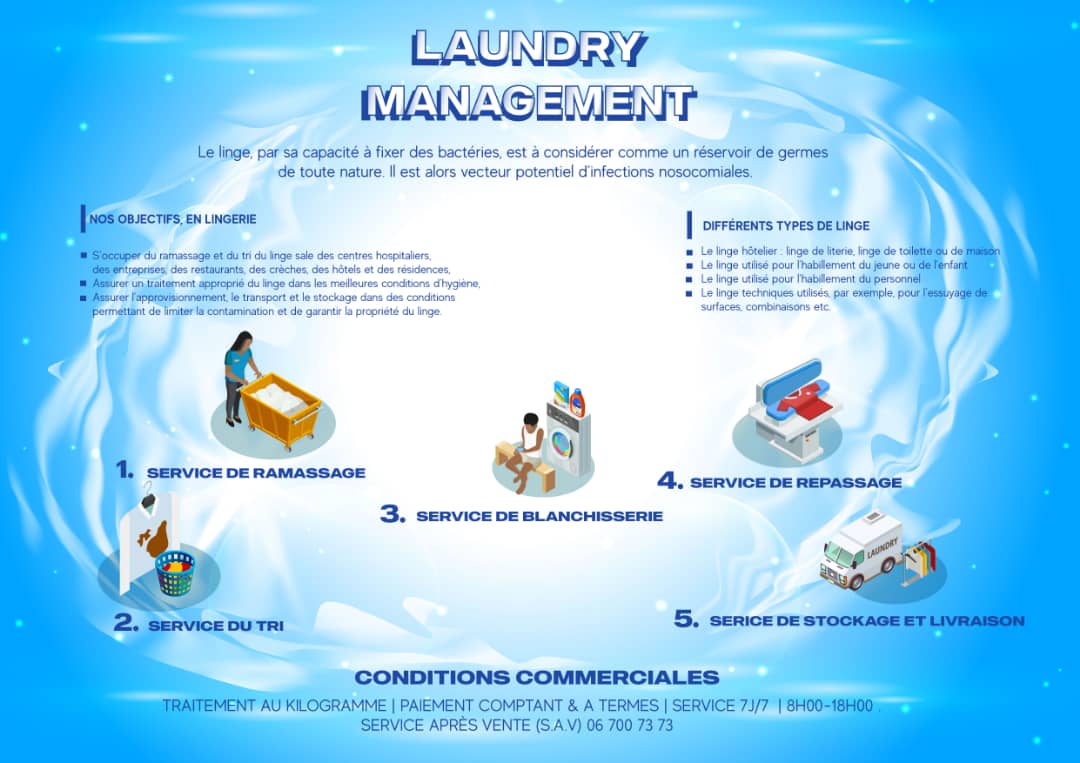 LAUNDRY
MANAGEMENT
Le linge, par sa capacité à fixer des bactéries, est à considérer comme un réservoir de germes
de toute nature. Il est alors vecteur potentiel d'infections nosocomiales.
NOS OBJECTIFS, EN LINGERIE
■ S'occuper du ramassage et du tri du linge sale des centres hospitaliers,
des entreprises, des restaurants, des crèches, des hôtels et des résidences,
■ Assurer un traitement approprié du linge dans les meilleures conditions d'hygiène,
■ Assurer l'approvisionnement, le transport et le stockage dans des conditions
permettant de limiter la contamination et de garantir la propriété du linge.
DIFFÉRENTS TYPES DE LINGE
■ Le linge hôtelier : linge de literie, linge de toilette ou de maison
■ Le linge utilisé pour l'habillement du jeune ou de l'enfant
■ Le linge utilisé pour l'habillement du personnel
■ Le linge techniques utilisés, par exemple, pour l'essuyage de
surfaces, combinaisons etc.
1. SERVICE DE RAMASSAGE
2. SERVICE DU TRI
3. SERVICE DE BLANCHISSERIE
4. SERVICE DE REPASSAGE
LAUNDRY
5. SERICE DE STOCKAGE ET LIVRAISON
CONDITIONS COMMERCIALES
TRAITEMENT AU KILOGRAMME | PAIEMENT COMPTANT & A TERMES | SERVICE 7J/7 | 8H00-18H00 .
SERVICE APRÈS VENTE (S.A.V) 06 700 73 73